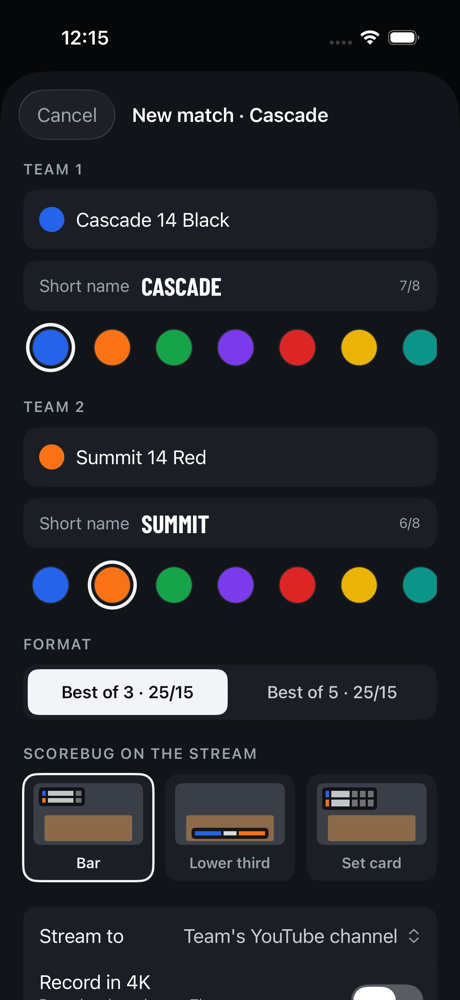 12:15
Cancel
New match · Cascade
TEAM 1
Cascade 14 Black
Short name CASCADE 7/8
TEAM 2
Summit 14 Red
Short name SUMMIT 6/8
FORMAT
Best of 3 · 25/15
Best of 5 · 25/15
SCOREBUG ON THE STREAM
Bar
Lower third
Set card
Stream to Team's YouTube channel
Record in 4K